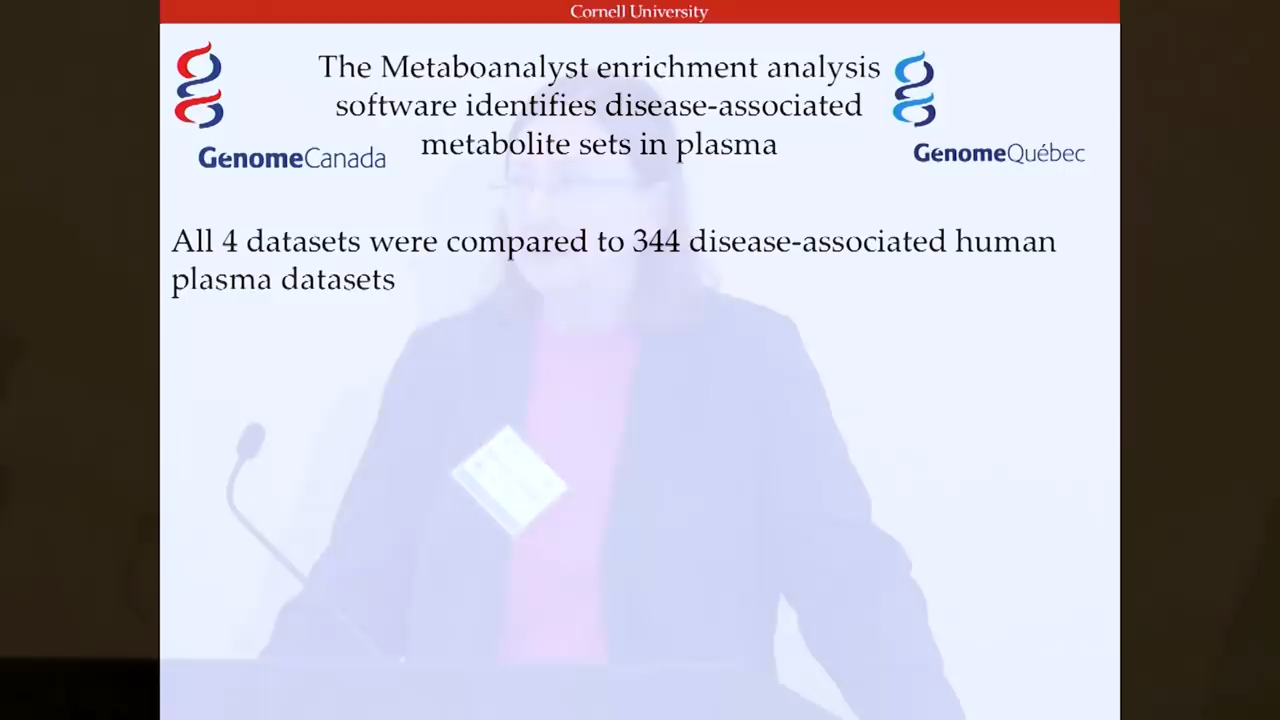 Cornell University
The Metaboanalyst enrichment analysis
software identifies disease-associated
metabolite sets in plasma
GenomeCanada
GenomeQuébec
All 4 datasets were compared to 344 disease-associated human
plasma datasets